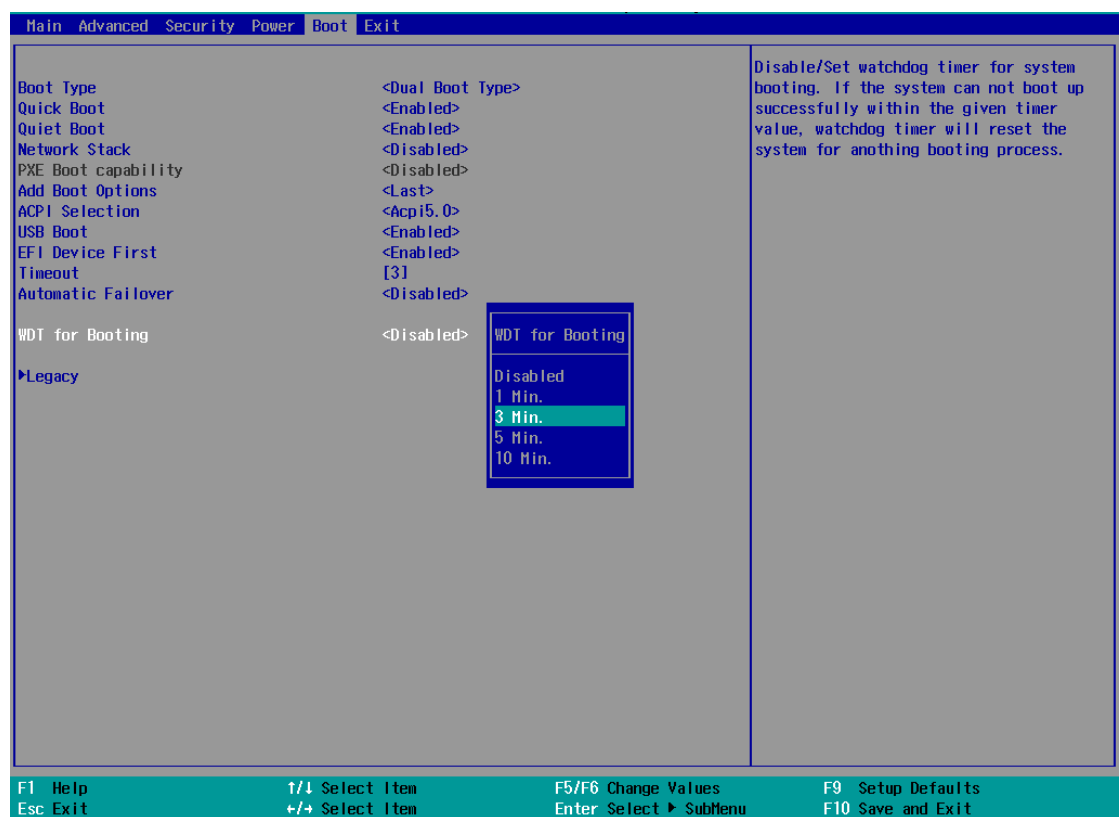 Main Advanced Security Power Boot Exit
Boot Type <Dual Boot Type>
Quick Boot <Enabled>
Quiet Boot <Enabled>
Network Stack <Disabled>
PXE Boot capability <Disabled>
Add Boot Options <Last>
ACPI Selection <Acpi5.0>
USB Boot <Enabled>
EFI Device First <Enabled>
Timeout [3]
Automatic Failover <Disabled>
WDT for Booting <Disabled>
▶Legacy
WDT for Booting
Disabled
1 Min.
3 Min.
5 Min.
10 Min.
Disable/Set watchdog timer for system
booting. If the system can not boot up
successfully within the given timer
value, watchdog timer will reset the
system for anothing booting process.
F1 Help ↑/↓ Select Item F5/F6 Change Values F9 Setup Defaults
Esc Exit ←/→ Select Item Enter Select ▶ SubMenu F10 Save and Exit